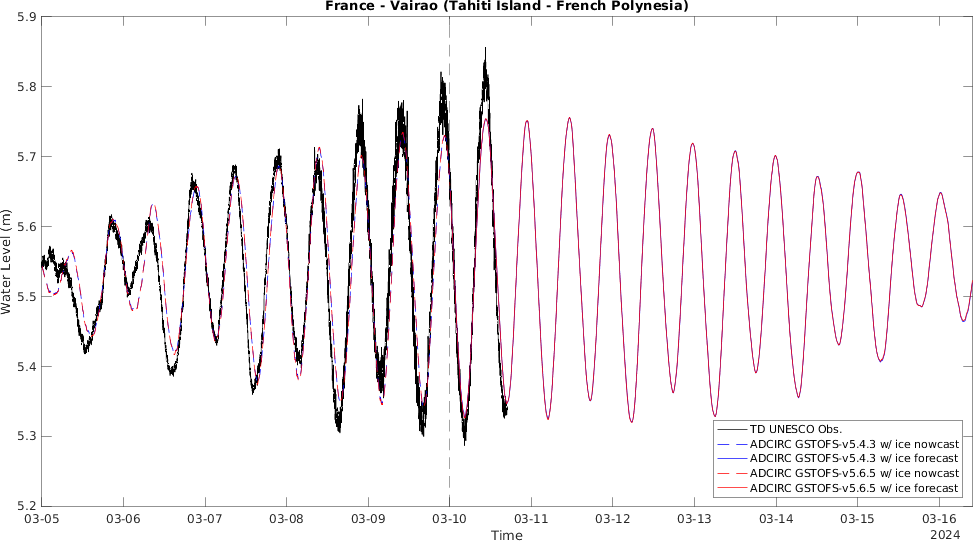 France - Vairao (Tahiti Island - French Polynesia)
5.9
5.8
5.7
5.6
5.5
5.4
5.3
5.2
Water Level (m)
TD UNESCO Obs.
ADCIRC GSTOFS-v5.4.3 w/ ice nowcast
ADCIRC GSTOFS-v5.4.3 w/ ice forecast
ADCIRC GSTOFS-v5.6.5 w/ ice nowcast
ADCIRC GSTOFS-v5.6.5 w/ ice forecast
03-05 03-06 03-07 03-08 03-09 03-10 03-11 03-12 03-13 03-14 03-15 03-16
Time
2024